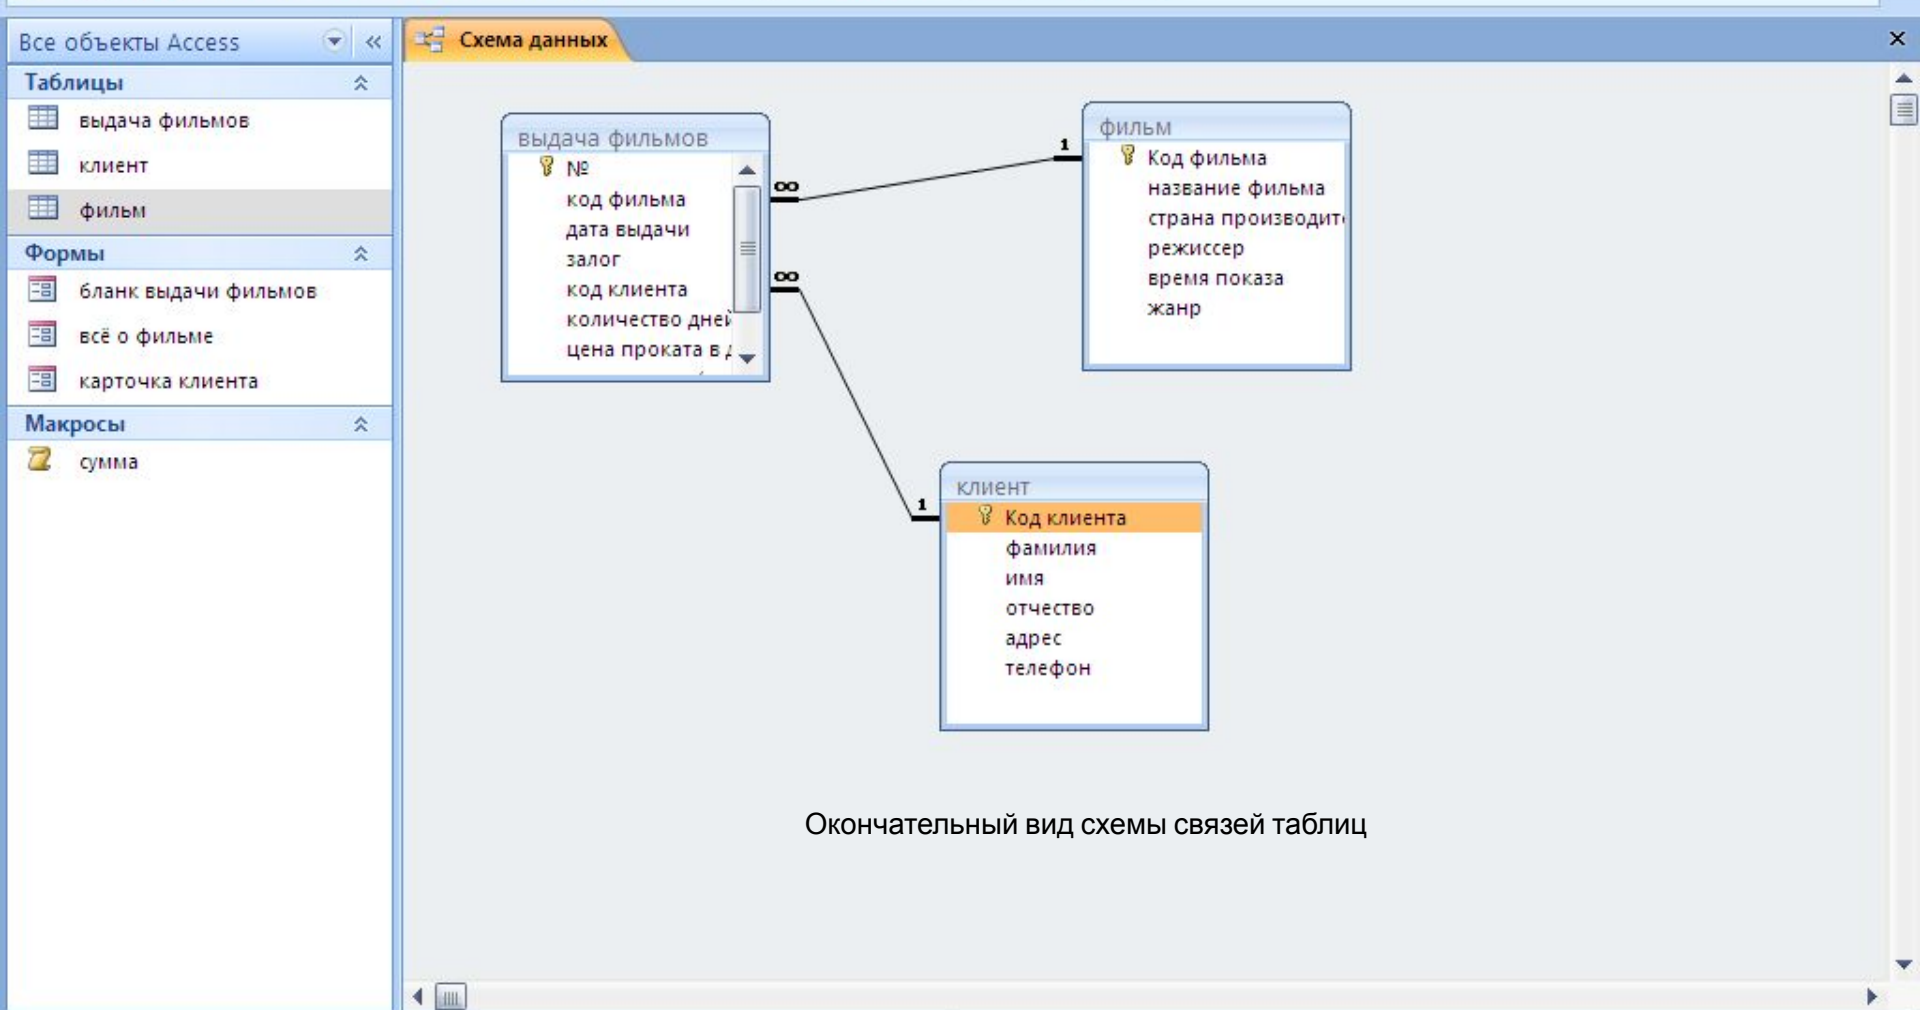 Все объекты Access
Таблицы
выдача фильмов
клиент
фильм
Формы
бланк выдачи фильмов
всё о фильме
карточка клиента
Макросы
сумма
Схема данных
выдача фильмов
№
код фильма
дата выдачи
залог
код клиента
количество дней
цена проката в
∞
∞
1
1
фильм
Код фильма
название фильма
страна производит
режиссер
время показа
жанр
клиент
Код клиента
фамилия
имя
отчество
адрес
телефон
Окончательный вид схемы связей таблиц